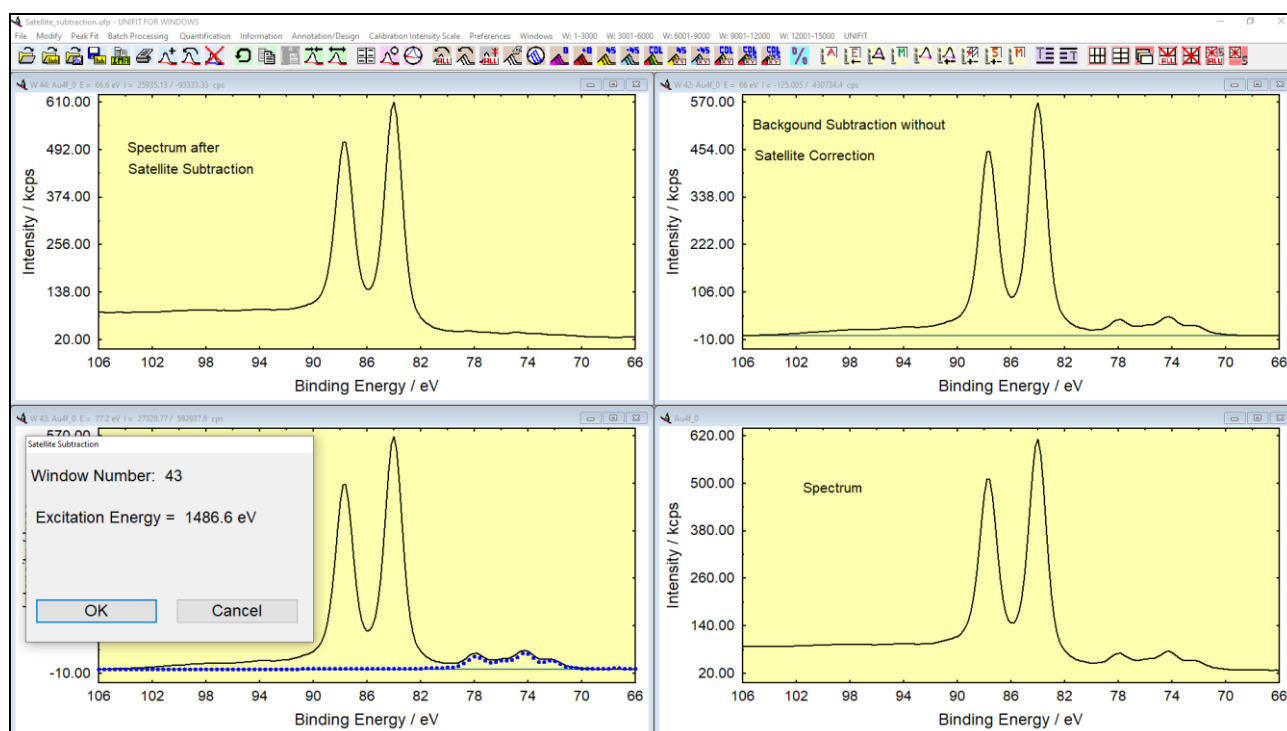 Satellite_subtraction.ufp - UNIFIT FOR WINDOWS
File Modify Peak Fit Batch Processing Quantification Information Annotation/Design Calibration Intensity Scale Preferences Windows W: 1-3000 W: 3001-6000 W: 6001-9000 W: 9001-12000 W: 12001-15000 UNIFIT
W 44: Au4f_0 E = 66.6 eV I = 25935.13 / -93333.33 cps
610.00
492.00
374.00
256.00
138.00
20.00
Intensity / kcps
Spectrum after
Satellite Subtraction
106 102 98 94 90 86 82 78 74 70 66
Binding Energy / eV
W 42: Au4f_0 E = 66 eV I = -125.005 / 430734.4 cps
570.00
454.00
338.00
222.00
106.00
-10.00
Intensity / kcps
Backgound Subtraction without
Satellite Correction
106 102 98 94 90 86 82 78 74 70 66
Binding Energy / eV
W 43: Au4f_0 E = 77.2 eV I = 27329.77 / 592937.8 cps
570.00
Satellite Subtraction
Window Number: 43
Excitation Energy = 1486.6 eV
OK Cancel
-10.00
106 102 98 94 90 86 82 78 74 70 66
Binding Energy / eV
Au4f_0
620.00
500.00
380.00
260.00
140.00
20.00
Intensity / kcps
Spectrum
106 102 98 94 90 86 82 78 74 70 66
Binding Energy / eV